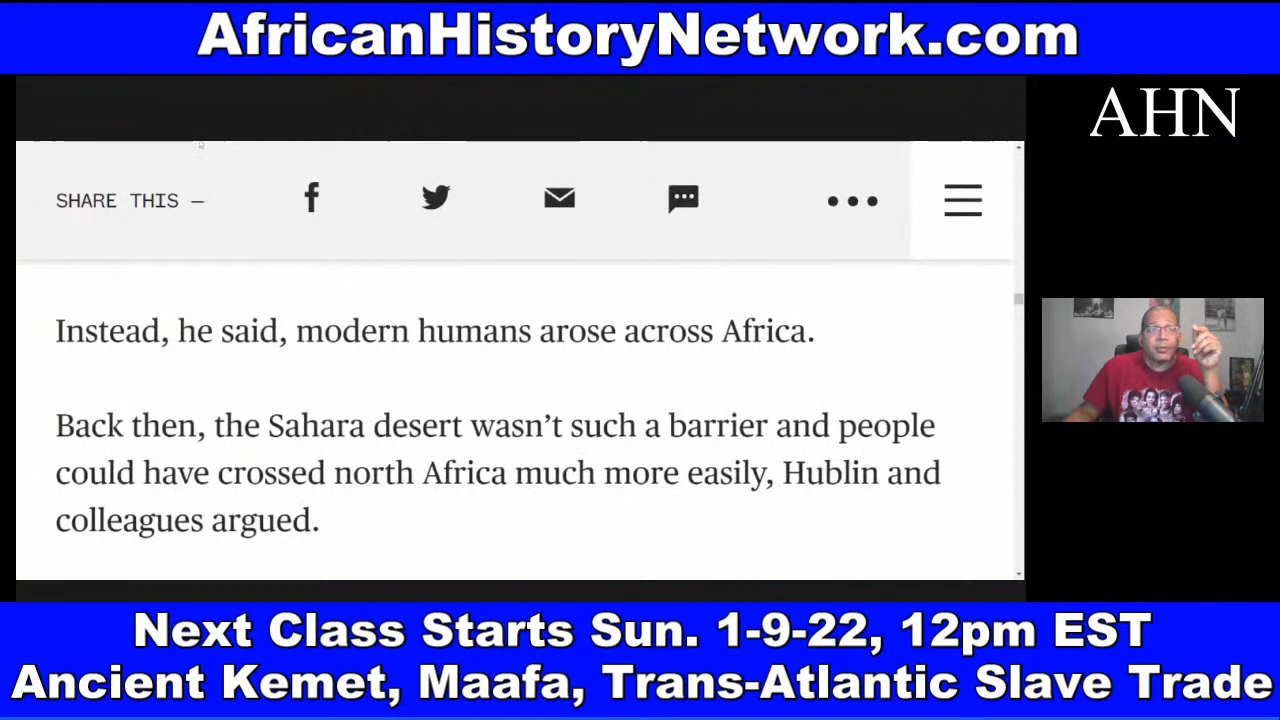 AfricanHistoryNetwork.com
AHN
SHARE THIS —
Instead, he said, modern humans arose across Africa.
Back then, the Sahara desert wasn’t such a barrier and people
could have crossed north Africa much more easily, Hublin and
colleagues argued.
Next Class Starts Sun. 1-9-22, 12pm EST
Ancient Kemet, Maafa, Trans-Atlantic Slave Trade